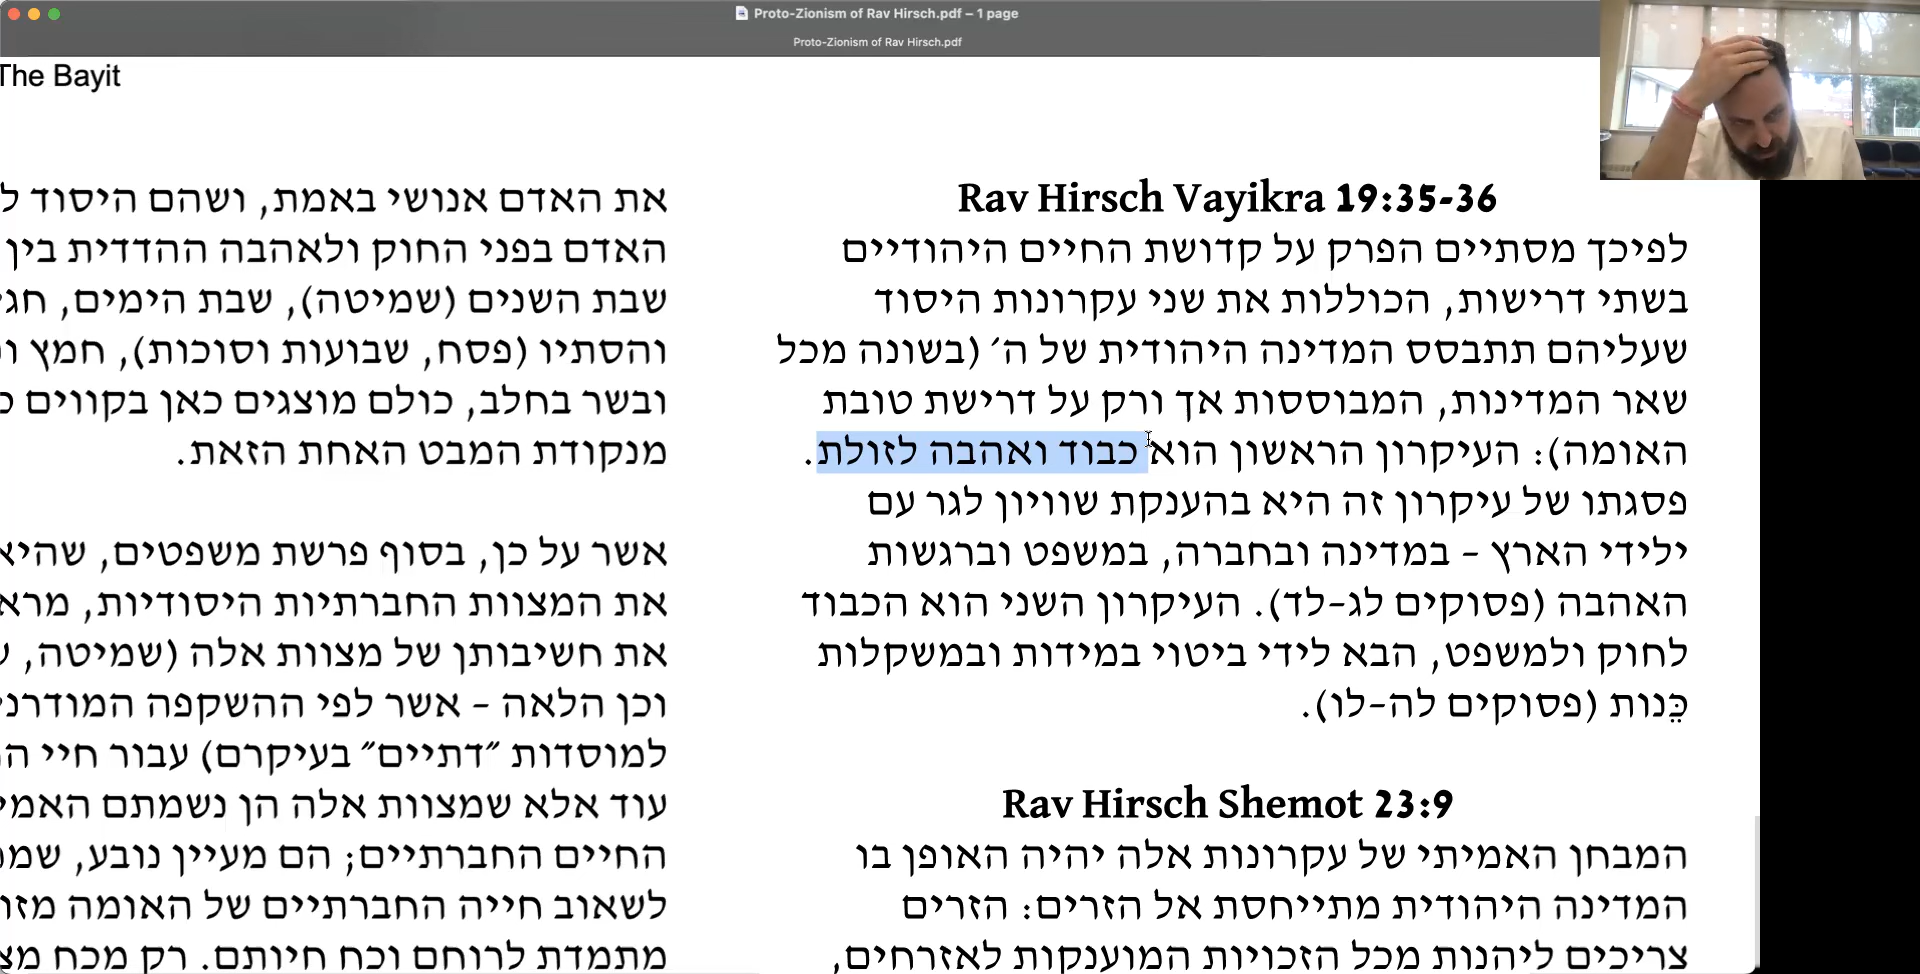 Proto-Zionism of Rav Hirsch.pdf – 1 page
Proto-Zionism of Rav Hirsch.pdf
The Bayit
Rav Hirsch Vayikra 19:35-36
לפיכך מסתיים הפרק על קדושת החיים היהודיים
בשתי דרישות, הכוללות את שני עקרונות היסוד
שעליהם תתבסס המדינה היהודית של ה׳ (בשונה מכל
שאר המדינות, המבוססות אך ורק על דרישת טובת
האומה): העיקרון הראשון הוא כבוד ואהבה לזולת.
פסגתו של עיקרון זה היא בהענקת שוויון לגר עם
ילידי הארץ – במדינה ובחברה, במשפט וברגשות
האהבה (פסוקים לג-לד). העיקרון השני הוא הכבוד
לחוק ולמשפט, הבא לידי ביטוי במידות ובמשקלות
כֵּנות (פסוקים לה-לו).
Rav Hirsch Shemot 23:9
המבחן האמיתי של עקרונות אלה יהיה האופן בו
המדינה היהודית מתייחסת אל הזרים: הזרים
צריכים ליהנות מכל הזכויות המוענקות לאזרחים,
את האדם אנושי באמת, ושהם היסוד
האדם בפני החוק ולאהבה ההדדית בין
שבת השנים (שמיטה), שבת הימים,
והסתיו (פסח, שבועות וסוכות), חמץ
ובשר בחלב, כולם מוצגים כאן בקווים
מנקודת המבט האחת הזאת.
אשר על כן, בסוף פרשת משפטים,
את המצוות החברתיות היסודיות,
את חשיבותן של מצוות אלה (שמיטה,
וכן הלאה – אשר לפי ההשקפה
למוסדות ״דתיים״ בעיקרם) עבור חיי
עוד אלא שמצוות אלה הן נשמתם
החיים החברתיים; הם מעיין נובע,
לשאוב חייה החברתיים של האומה
מתמדת לרוחם וכח חיותם. רק מכח